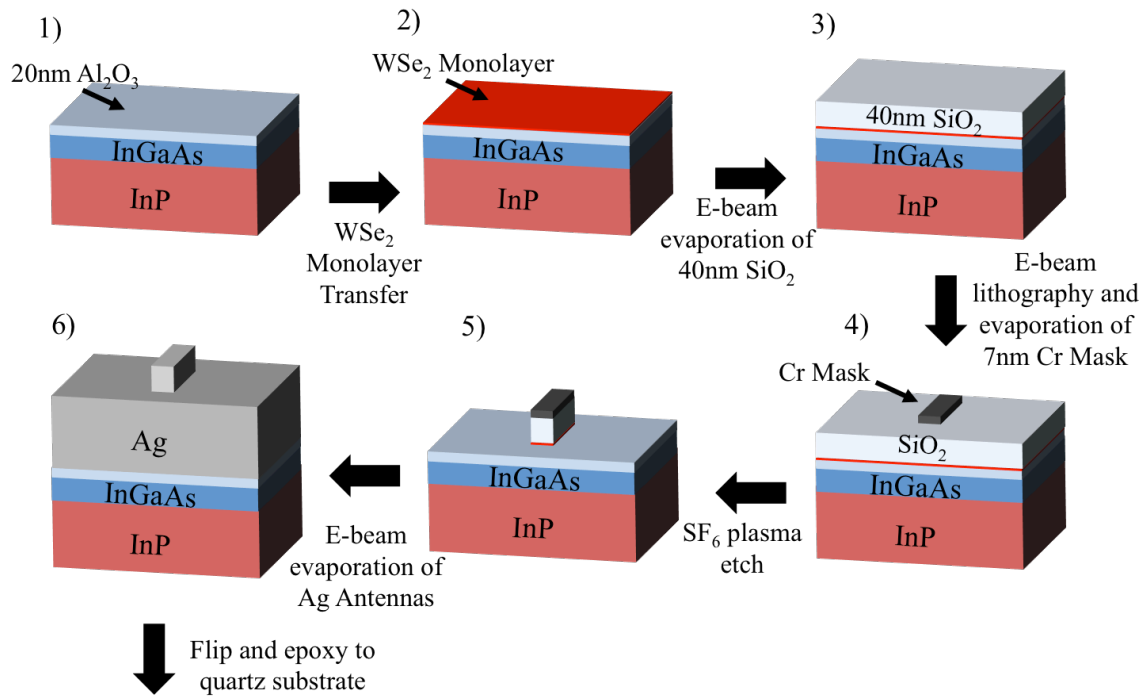 1)
20nm Al₂O₃
InGaAs
InP
WSe₂
Monolayer
Transfer
2)
WSe₂ Monolayer
InGaAs
InP
E-beam
evaporation of
40nm SiO₂
3)
40nm SiO₂
InGaAs
InP
E-beam
lithography and
evaporation of
7nm Cr Mask
4)
Cr Mask
SiO₂
InGaAs
InP
SF₆ plasma
etch
5)
InGaAs
InP
E-beam
evaporation of
Ag Antennas
6)
Ag
InGaAs
InP
Flip and epoxy to
quartz substrate